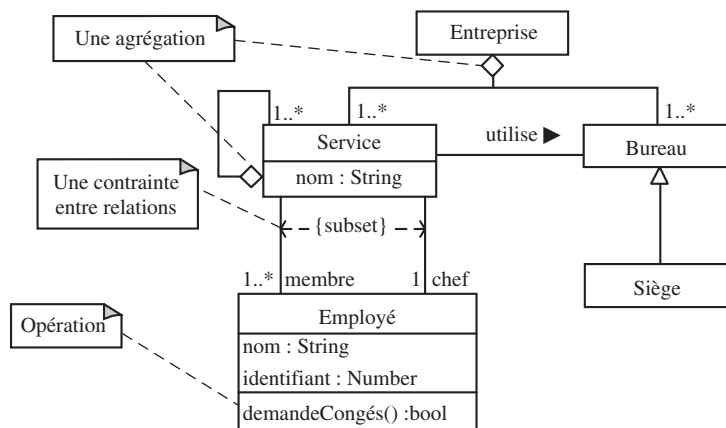 Une agrégation
Entreprise
1..*
1..*
1..*
Service
utilise ▶
Bureau
nom : String
Une contrainte
entre relations
{subset}
1..* membre
1 chef
Siège
Opération
Employé
nom : String
identifiant : Number
demandeCongés() :bool